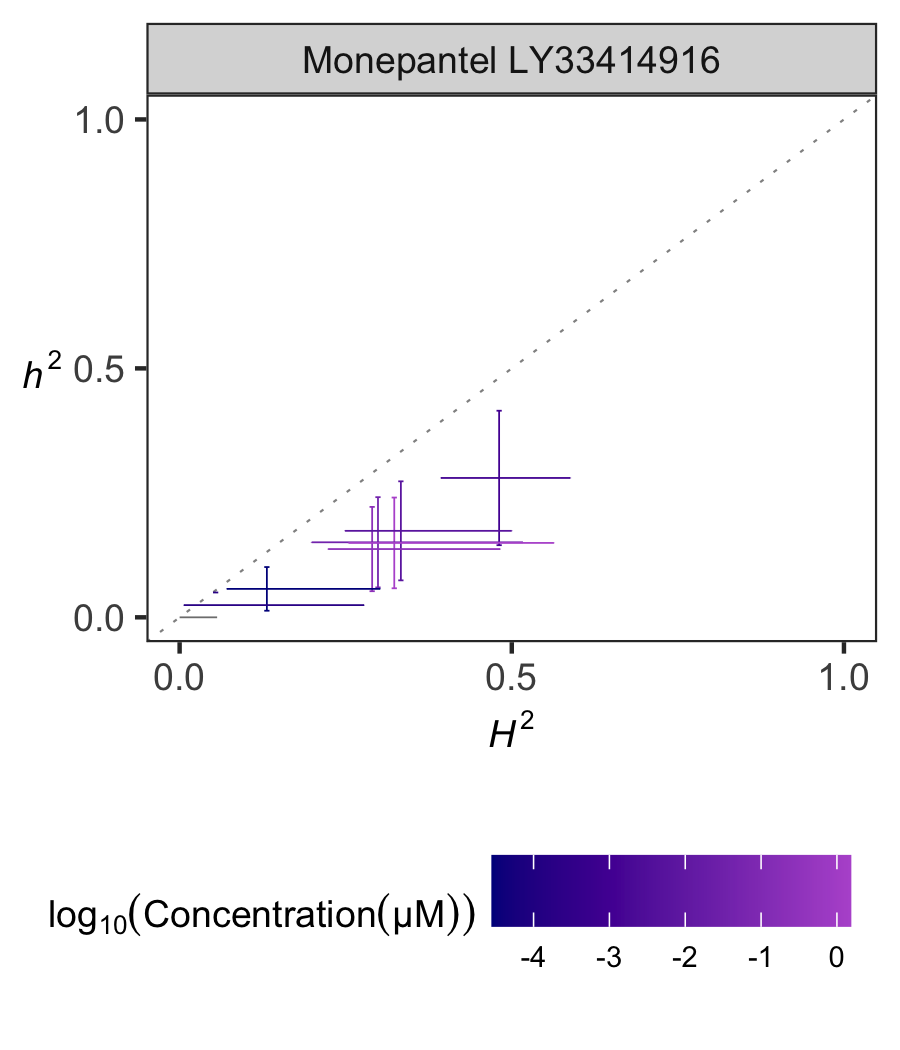 Monepantel LY33414916
1.0
h² 0.5
0.0
0.0 0.5 1.0
H²
log₁₀(Concentration(μM))
-4 -3 -2 -1 0